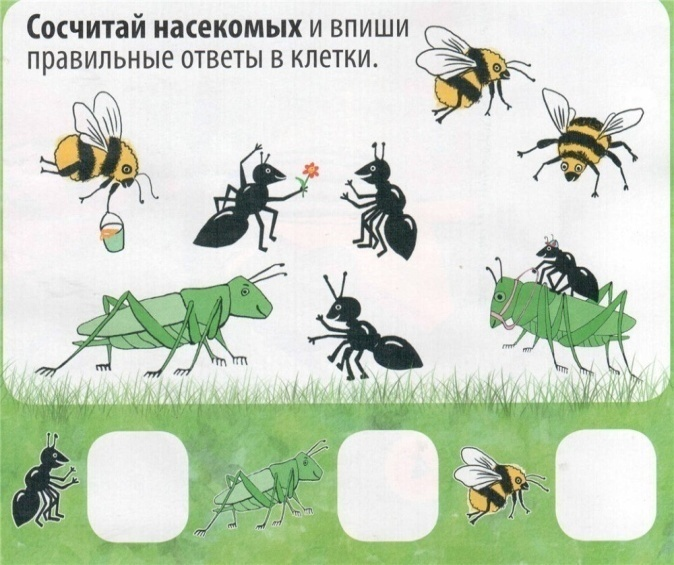 Сосчитай насекомых и впиши
правильные ответы в клетки.